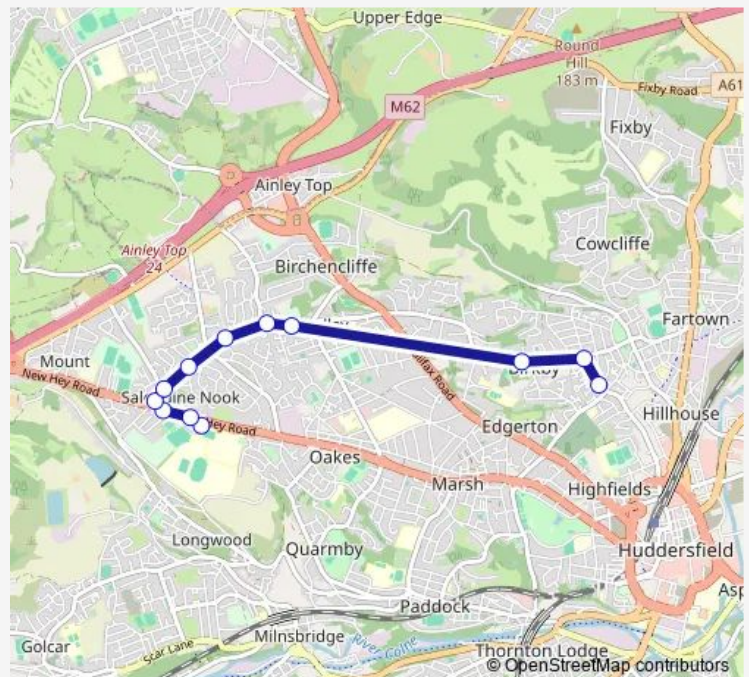 Upper Edge
Round
Hill
183 m
A61
Fixby Road
M62
Fixby
Ainley Top
Cowcliffe
Ainley Top
24
Birchencliffe
Fartown
Mount
New Hey Road
Hillhouse
Edgerton
Oakes
Marsh
Highfields
Longwood
Quarmby
Huddersfield
Paddock
Milnsbridge
River Colne
Golcar
Scar Lane
Thornton Lodge
© OpenStreetMap contributors